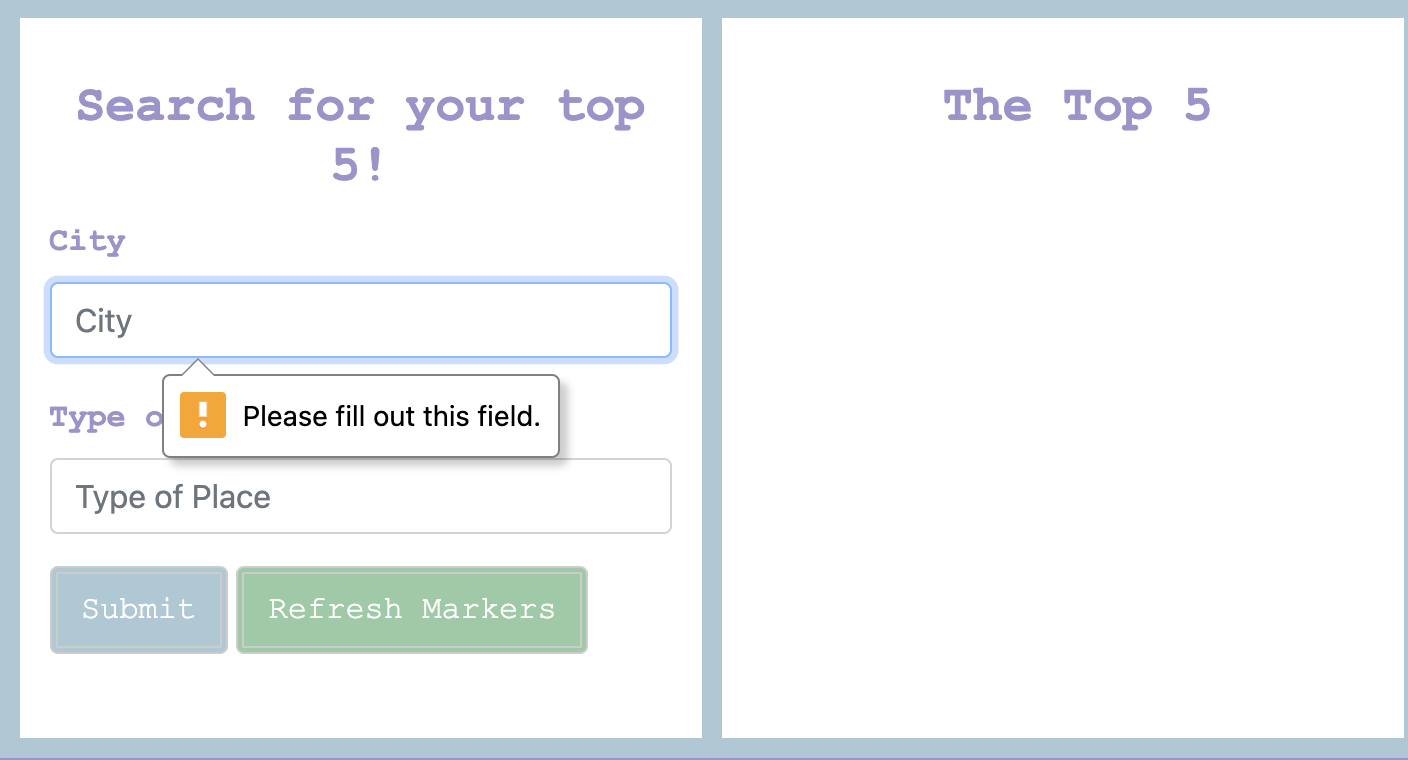 Search for your top
5!
City
City
Please fill out this field.
Type o
Type of Place
Submit
Refresh Markers
The Top 5